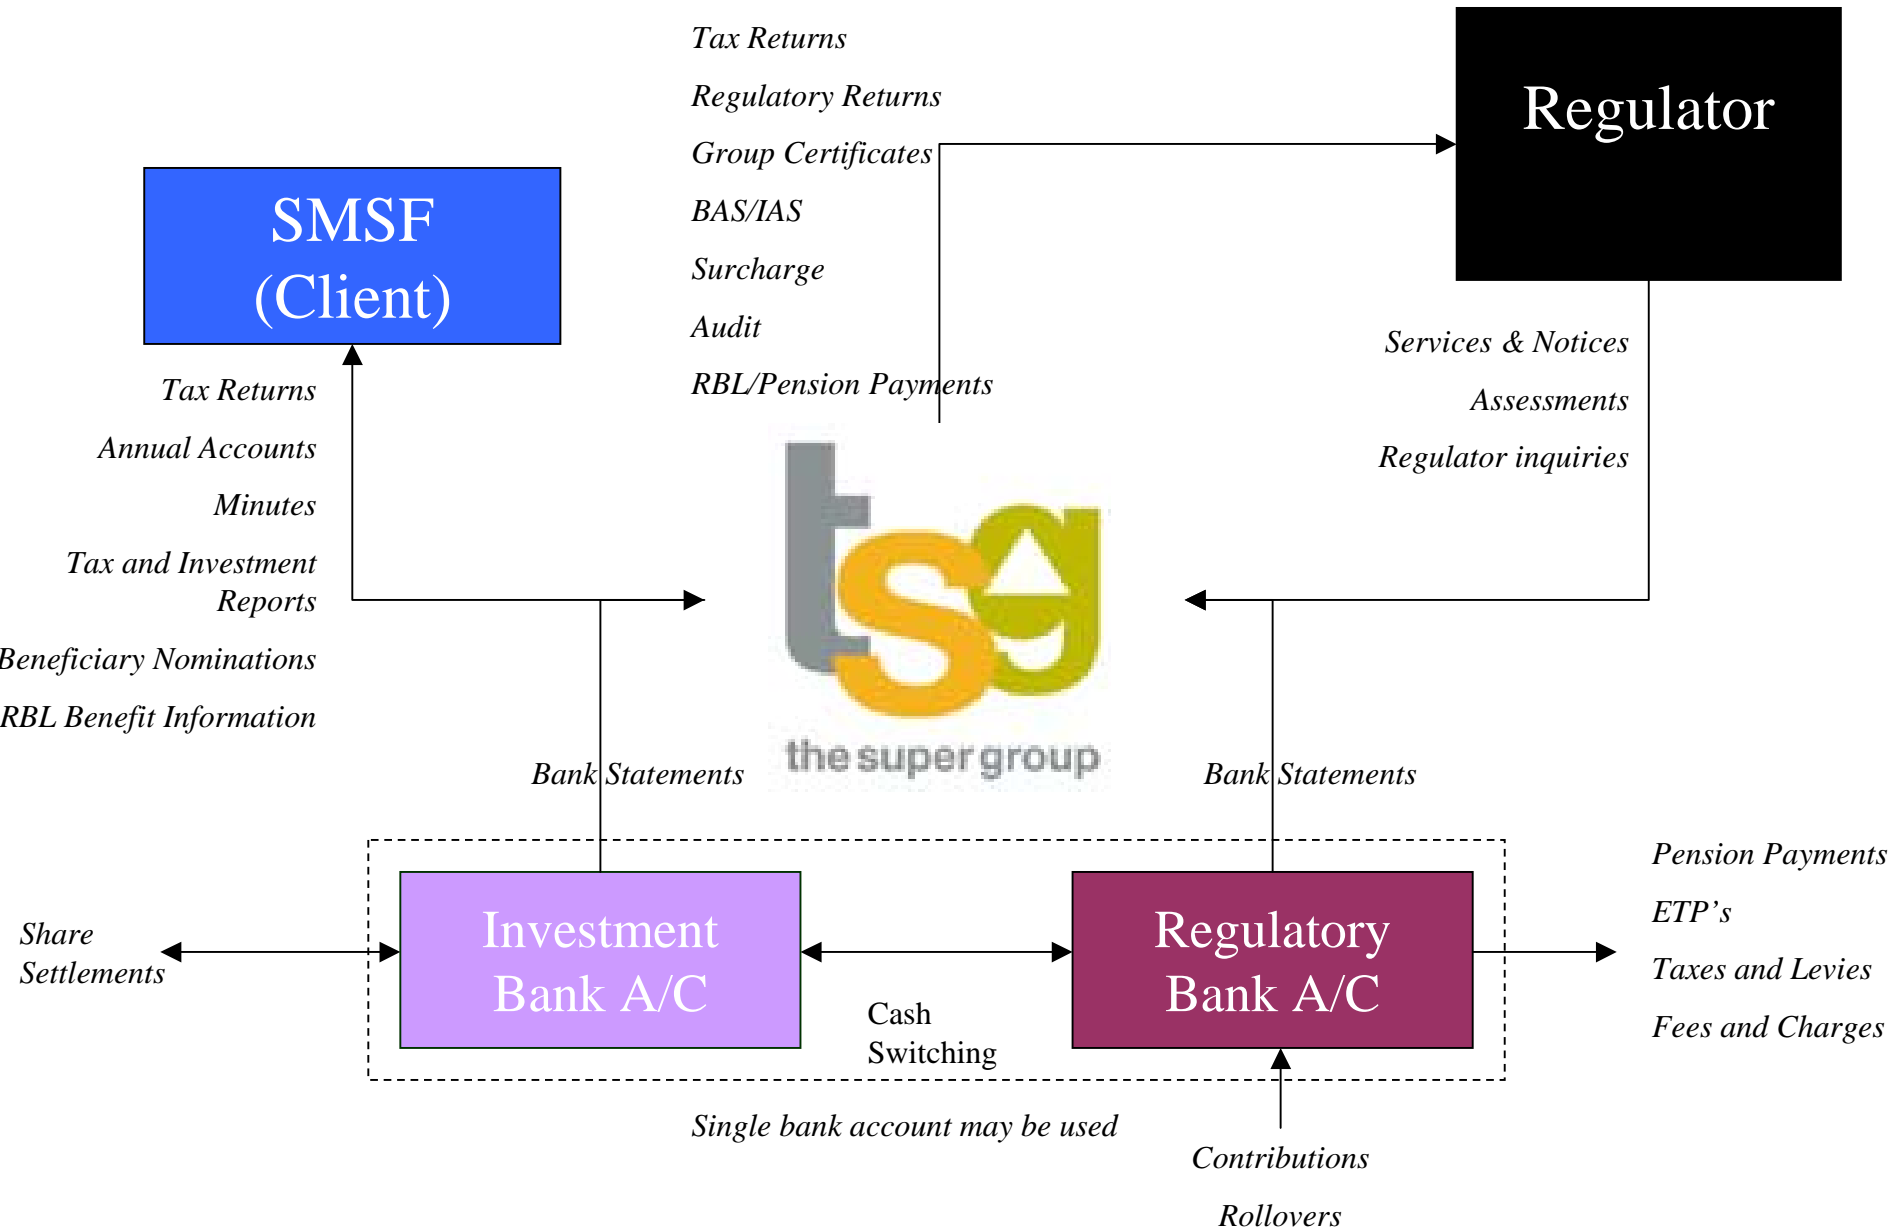 Tax Returns
Regulatory Returns
Group Certificates
BAS/IAS
Surcharge
Audit
RBL/Pension Payments
Regulator
SMSF
(Client)
Tax Returns
Annual Accounts
Minutes
Tax and Investment
Reports
Beneficiary Nominations
RBL Benefit Information
Services & Notices
Assessments
Regulator inquiries
tsg
the super group
Bank Statements
Bank Statements
Share
Settlements
Investment
Bank A/C
Cash
Switching
Regulatory
Bank A/C
Pension Payments
ETP’s
Taxes and Levies
Fees and Charges
Single bank account may be used
Contributions
Rollovers